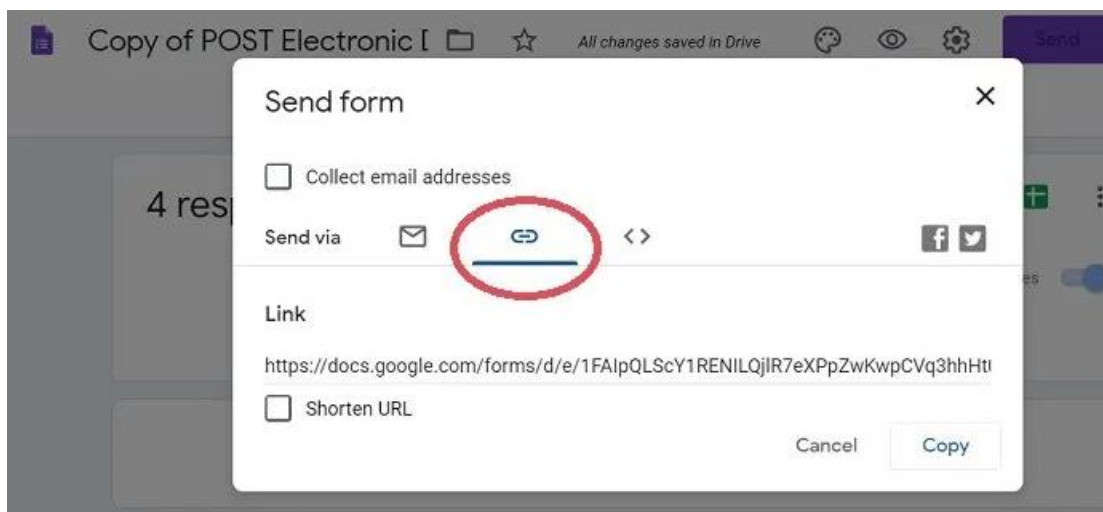 Copy of POST Electronic [
All changes saved in Drive
Send
Send form
Collect email addresses
4 resp
Send via
es
Link
https://docs.google.com/forms/d/e/1FAIpQLScY1RENILQjlR7eXPpZwKwpCVq3hhHt
Shorten URL
Cancel
Copy